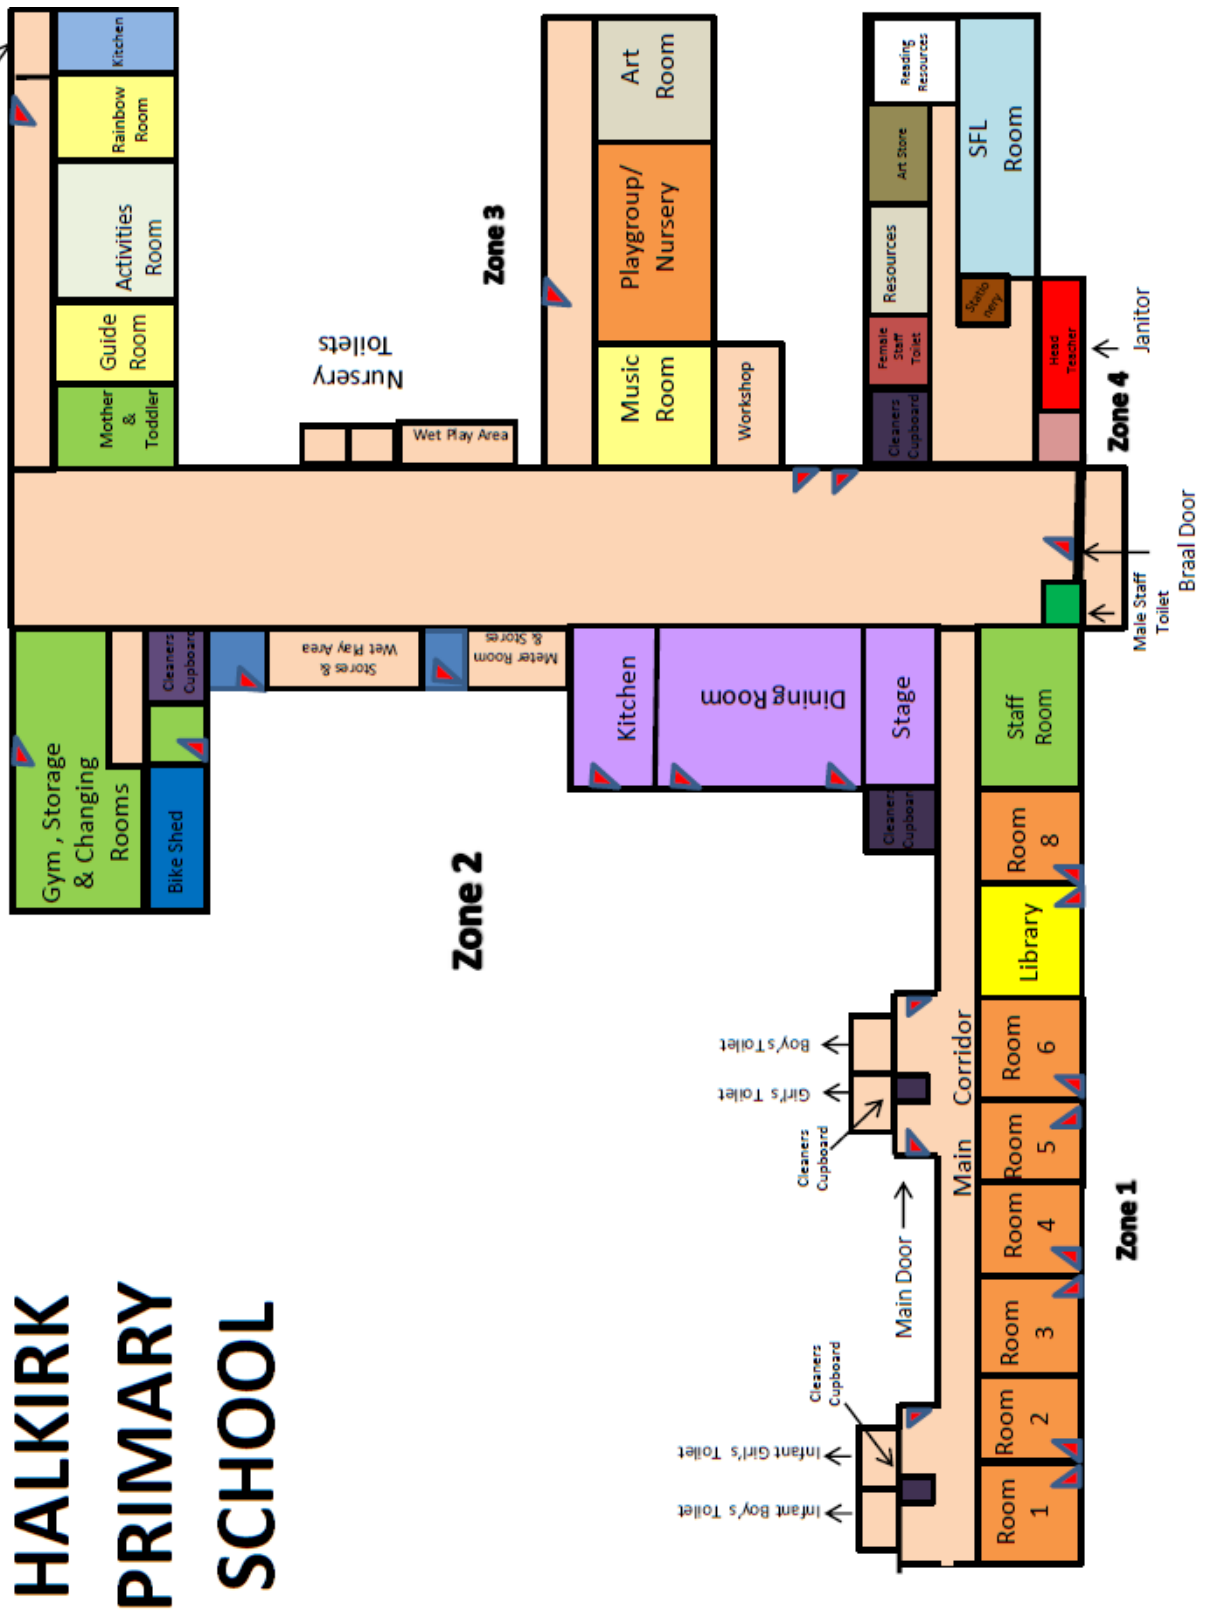 HALKIRK
PRIMARY
SCHOOL
Kitchen
Rainbow
Room
Activities
Room
Guide
Room
Mother
&
Toddler
Nursery
Toilets
Wet Play Area
Zone 3
Art
Room
Playgroup/
Nursery
Music
Room
Workshop
Reading
Resources
Art Store
Resources
Female
Staff
Toilet
Cleaners
Cupboard
SFL
Room
Statio
nery
Head
Teacher
Janitor
Zone 4
Braal Door
Male Staff
Toilet
Gym , Storage
& Changing
Rooms
Cleaners
Cupboard
Bike Shed
Stores &
Wet Play Area
Meter Room
& Stores
Zone 2
Kitchen
Dining Room
Stage
Cleaners
Cupboar
Staff
Room
Room
8
Library
Room
6
Room
5
Room
4
Room
3
Room
2
Room
1
Main Corridor
Boy's Toilet
Girl's Toilet
Cleaners
Cupboard
Main Door
Cleaners
Cupboard
Infant Girl's Toilet
Infant Boy's Toilet
Zone 1